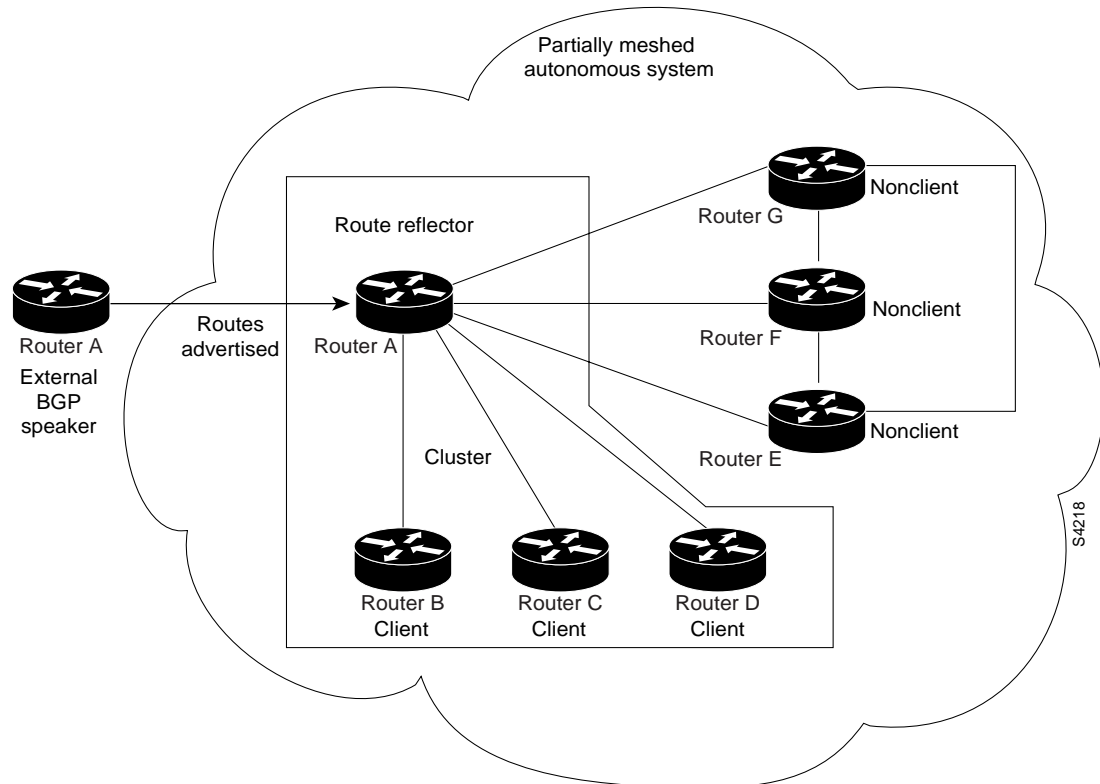 Partially meshed
autonomous system
Nonclient
Router G
Route reflector
Nonclient
Routes
advertised
Router A
Router A
Router F
External
BGP
speaker
Nonclient
Router E
Cluster
S4218
Router B
Client
Router C
Client
Router D
Client